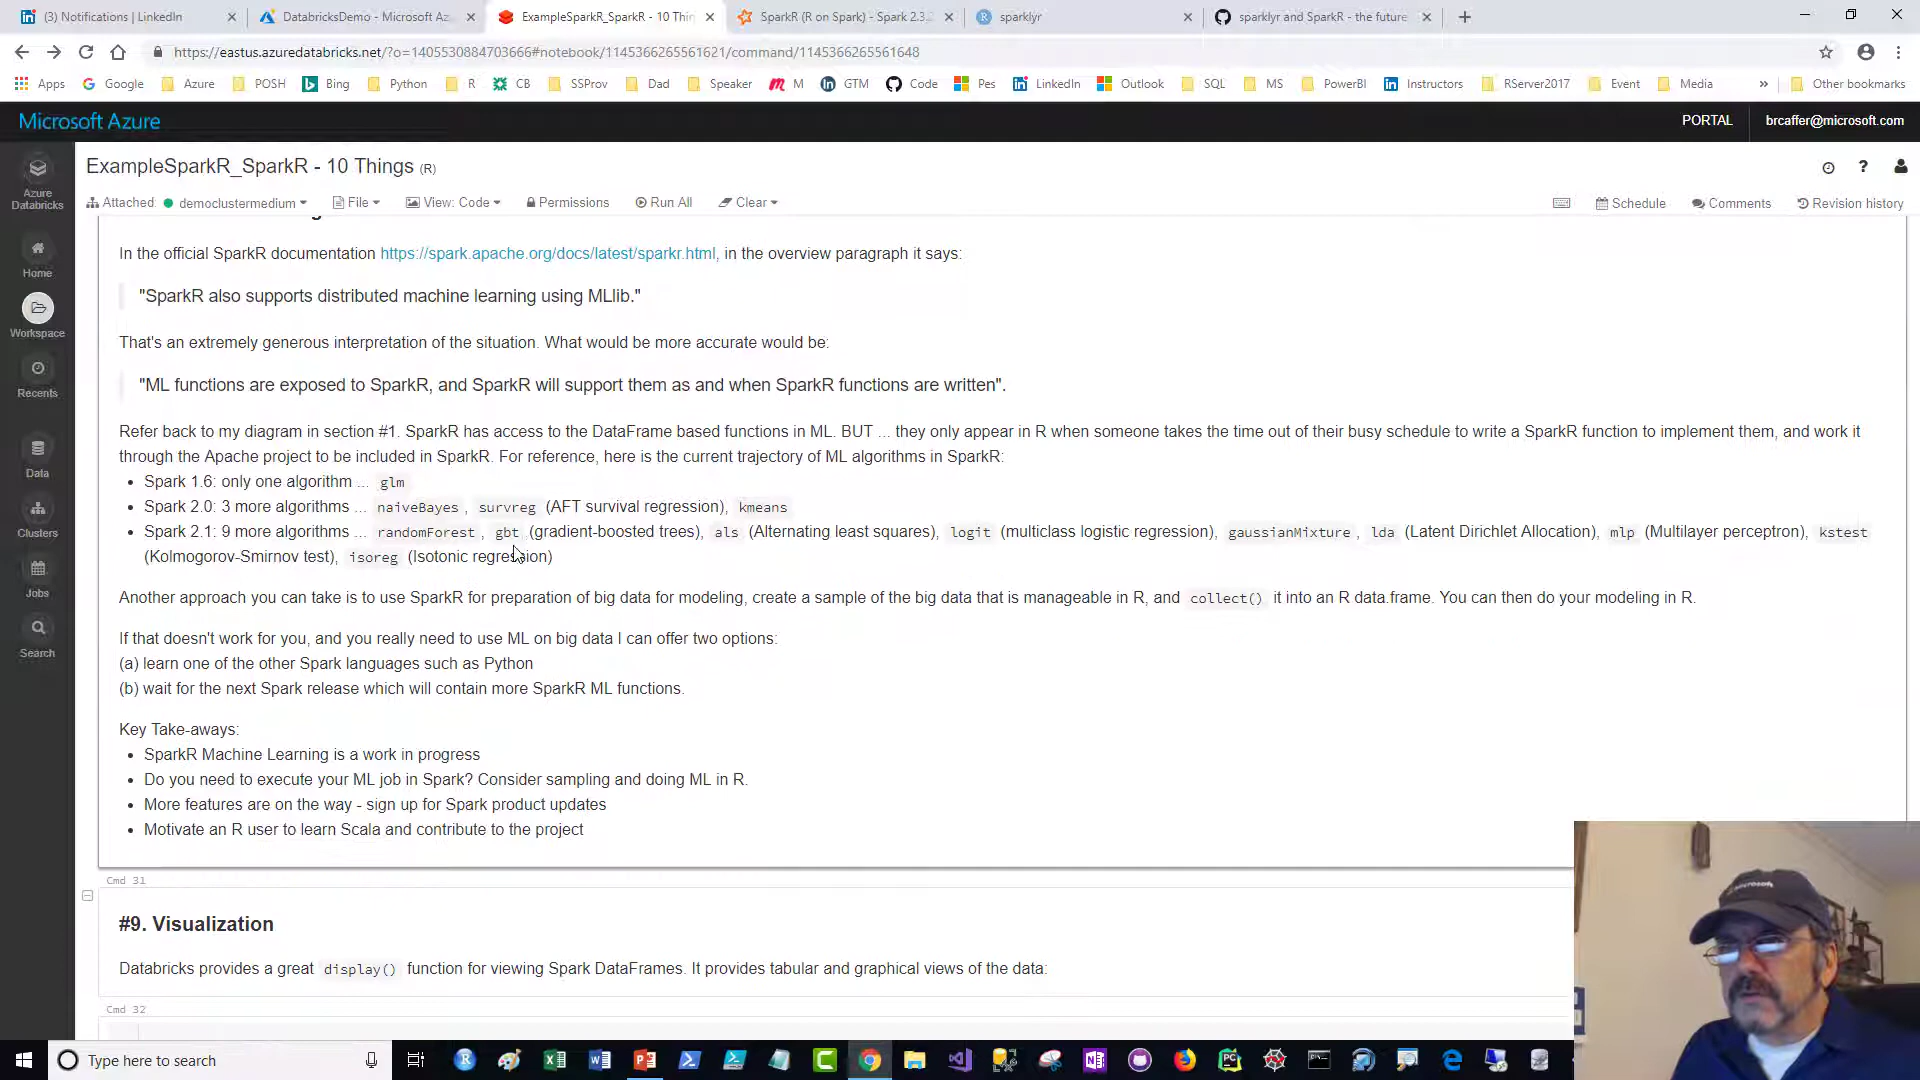 (3) Notifications | LinkedIn
DatabricksDemo - Microsoft Az
ExampleSparkR_SparkR - 10 Thin
SparkR (R on Spark) - Spark 2.3.
sparklyr
sparklyr and SparkR - the future
https://eastus.azuredatabricks.net/?o=1405530884703666#notebook/1145366265561621/command/1145366265561648
Apps Google Azure POSH Bing Python R CB SSProv Dad Speaker M GTM Code Pes LinkedIn Outlook SQL MS PowerBI Instructors RServer2017 Event Media » Other bookmarks
Microsoft Azure PORTAL brcaffer@microsoft.com
ExampleSparkR_SparkR - 10 Things (R)
Attached: democlustermedium File View: Code Permissions Run All Clear Schedule Comments Revision history
Azure Databricks
Home
Workspace
Recents
Data
Clusters
Jobs
Search
In the official SparkR documentation https://spark.apache.org/docs/latest/sparkr.html, in the overview paragraph it says:
"SparkR also supports distributed machine learning using MLlib."
That's an extremely generous interpretation of the situation. What would be more accurate would be:
"ML functions are exposed to SparkR, and SparkR will support them as and when SparkR functions are written".
Refer back to my diagram in section #1. SparkR has access to the DataFrame based functions in ML. BUT ... they only appear in R when someone takes the time out of their busy schedule to write a SparkR function to implement them, and work it
through the Apache project to be included in SparkR. For reference, here is the current trajectory of ML algorithms in SparkR:
• Spark 1.6: only one algorithm ... glm
• Spark 2.0: 3 more algorithms ... naiveBayes , survreg (AFT survival regression), kmeans
• Spark 2.1: 9 more algorithms ... randomForest , gbt (gradient-boosted trees), als (Alternating least squares), logit (multiclass logistic regression), gaussianMixture , lda (Latent Dirichlet Allocation), mlp (Multilayer perceptron), kstest
(Kolmogorov-Smirnov test), isoreg (Isotonic regression)
Another approach you can take is to use SparkR for preparation of big data for modeling, create a sample of the big data that is manageable in R, and collect() it into an R data.frame. You can then do your modeling in R.
If that doesn't work for you, and you really need to use ML on big data I can offer two options:
(a) learn one of the other Spark languages such as Python
(b) wait for the next Spark release which will contain more SparkR ML functions.
Key Take-aways:
• SparkR Machine Learning is a work in progress
• Do you need to execute your ML job in Spark? Consider sampling and doing ML in R.
• More features are on the way - sign up for Spark product updates
• Motivate an R user to learn Scala and contribute to the project
Cmd 31
#9. Visualization
Databricks provides a great display() function for viewing Spark DataFrames. It provides tabular and graphical views of the data:
Cmd 32
Type here to search